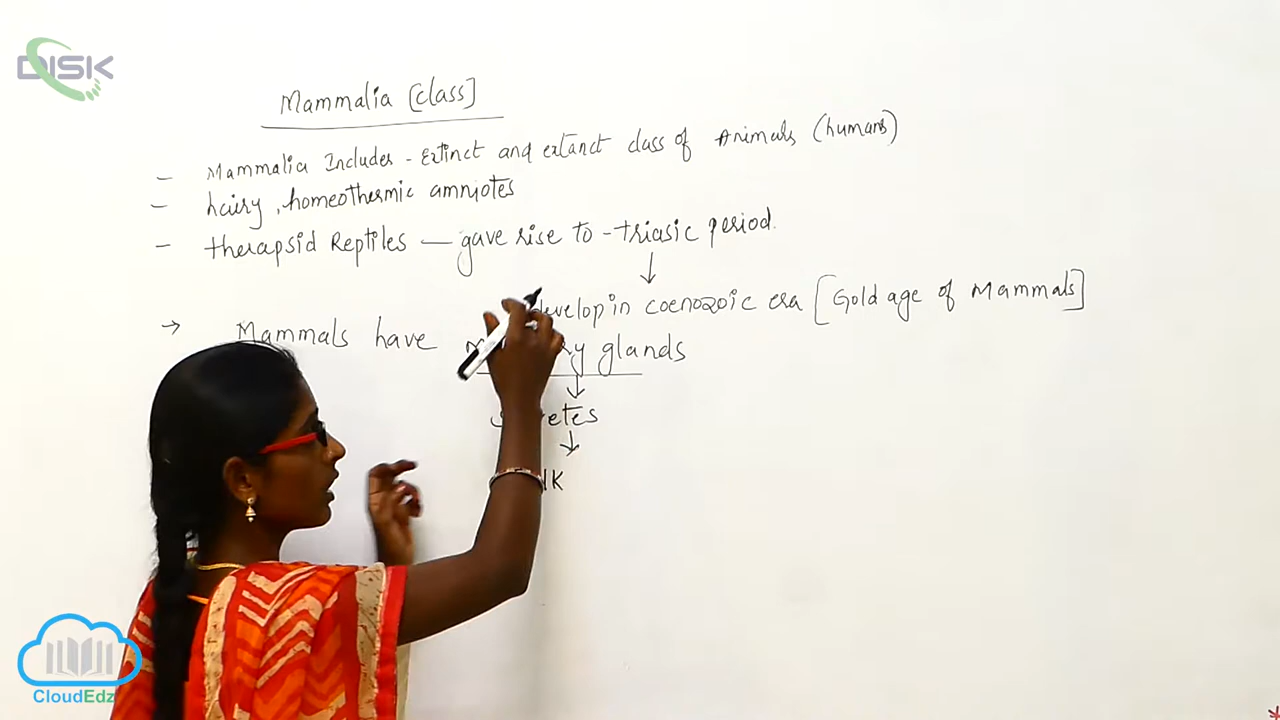 DISK
Mammalia [class]
- Mammalia Includes - Extinct and extanct class of Animals (humans)
- hairy, homeothermic amniotes
- therapsid Reptiles — gave rise to - triasic period.
↓
develop in coenozoic era [Gold age of Mammals]
→ Mammals have glands
↓
↓
CloudEdz